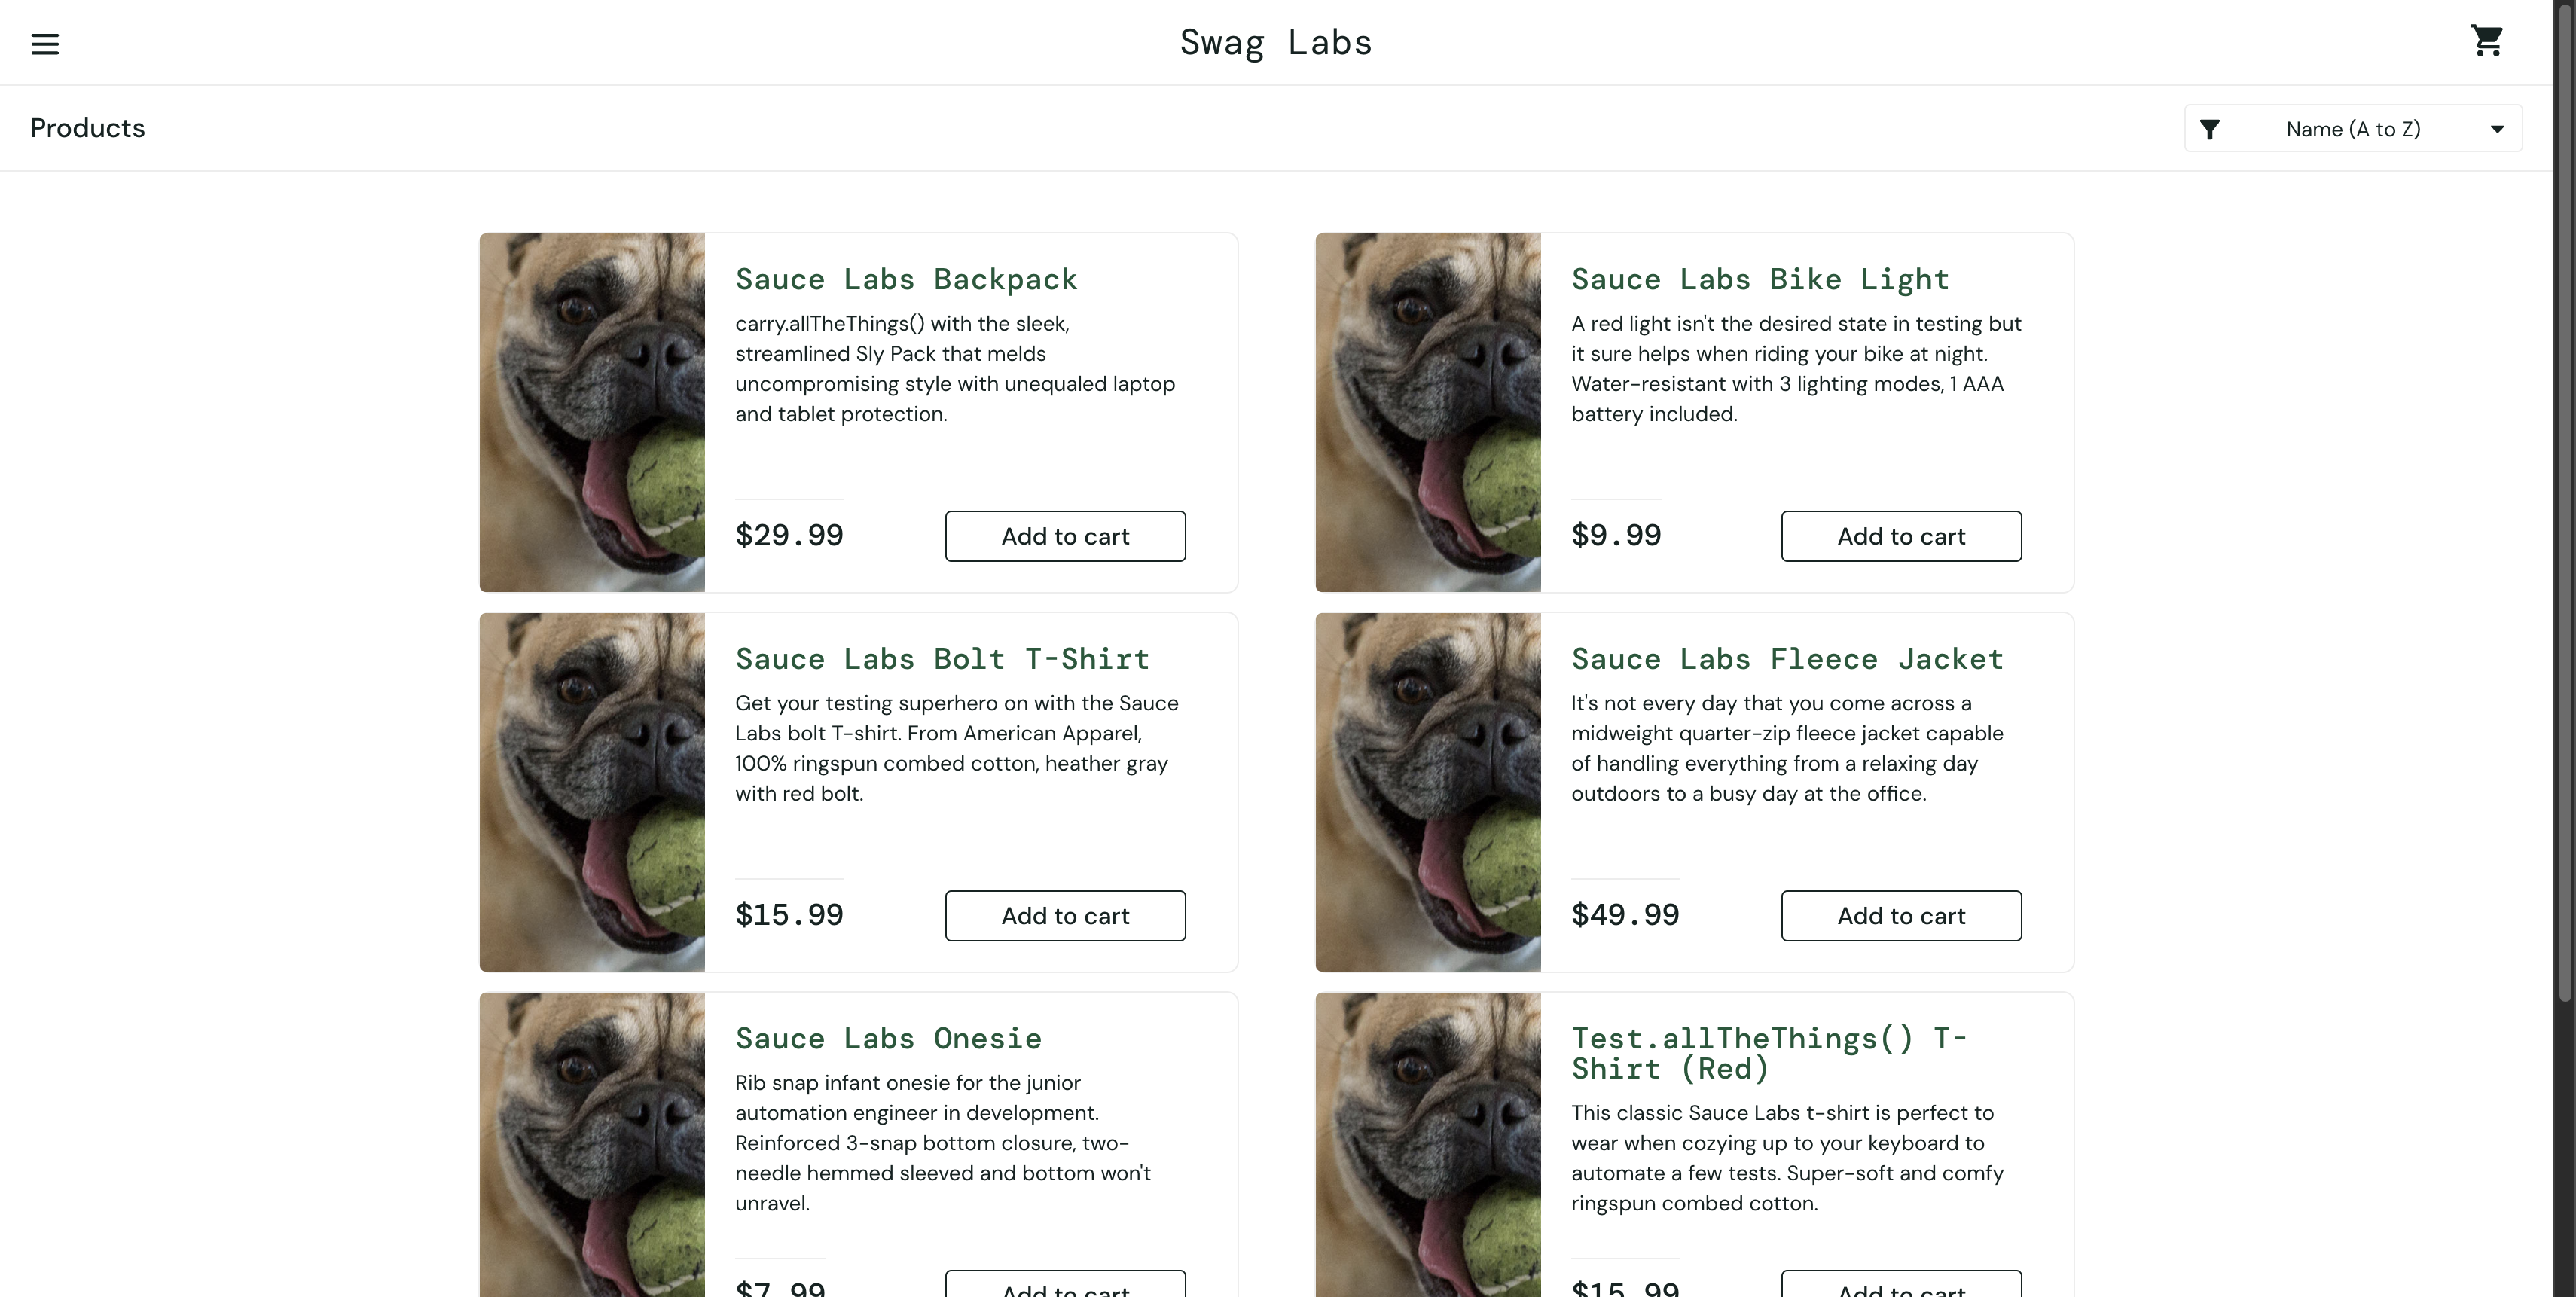 Swag Labs
Products
Name (A to Z)
Sauce Labs Backpack
carry.allTheThings() with the sleek,
streamlined Sly Pack that melds
uncompromising style with unequaled laptop
and tablet protection.
$29.99
Add to cart
Sauce Labs Bike Light
A red light isn't the desired state in testing but
it sure helps when riding your bike at night.
Water-resistant with 3 lighting modes, 1 AAA
battery included.
$9.99
Add to cart
Sauce Labs Bolt T-Shirt
Get your testing superhero on with the Sauce
Labs bolt T-shirt. From American Apparel,
100% ringspun combed cotton, heather gray
with red bolt.
$15.99
Add to cart
Sauce Labs Fleece Jacket
It's not every day that you come across a
midweight quarter-zip fleece jacket capable
of handling everything from a relaxing day
outdoors to a busy day at the office.
$49.99
Add to cart
Sauce Labs Onesie
Rib snap infant onesie for the junior
automation engineer in development.
Reinforced 3-snap bottom closure, two-
needle hemmed sleeved and bottom won't
unravel.
$7.99
Add to cart
Test.allTheThings() T-
Shirt (Red)
This classic Sauce Labs t-shirt is perfect to
wear when cozying up to your keyboard to
automate a few tests. Super-soft and comfy
ringspun combed cotton.
$15.99
Add to cart